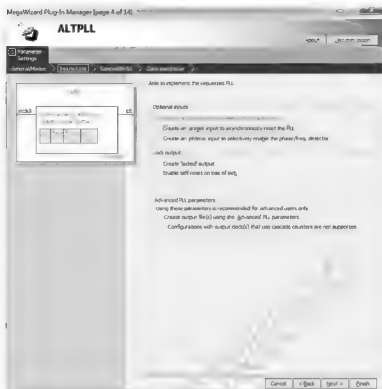 MegaWizard Plug-In Manager [page 4 of 14]
ALTPLL
About
Parameter Settings
General/Modes > Inputs/Lock > Bandwidth/SS > Clock switchover >
inclk0
c0
Able to implement the requested PLL
Optional inputs
Create an 'areset' input to asynchronously reset the PLL
Create an 'pfdena' input to selectively enable the phase/freq. detector
Lock output
Create 'locked' output
Enable self-reset on loss of lock
Advanced PLL parameters
Using these parameters is recommended for advanced users only
Create output file(s) using the 'Advanced' PLL parameters
Configurations with output clock(s) that use cascade counters are not supported
Cancel < Back Next > Finish